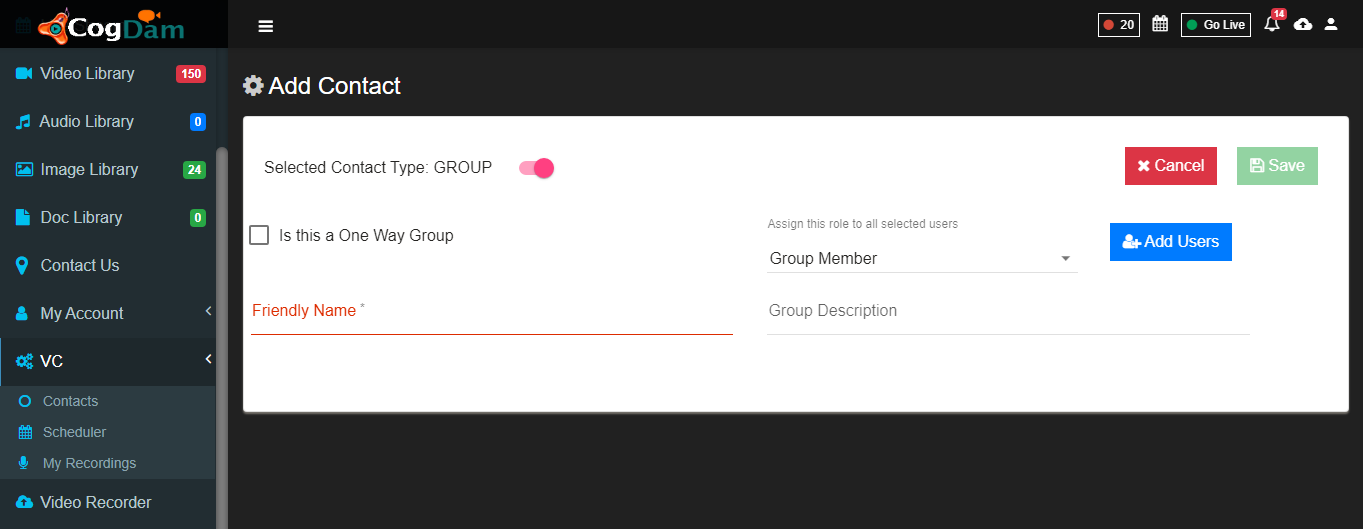 CogDam
20
Go Live
14
Video Library 150
Audio Library 0
Image Library 24
Doc Library 0
Contact Us
My Account
VC
Contacts
Scheduler
My Recordings
Video Recorder
Add Contact
Selected Contact Type: GROUP
Cancel
Save
Is this a One Way Group
Assign this role to all selected users
Group Member
Add Users
Friendly Name *
Group Description